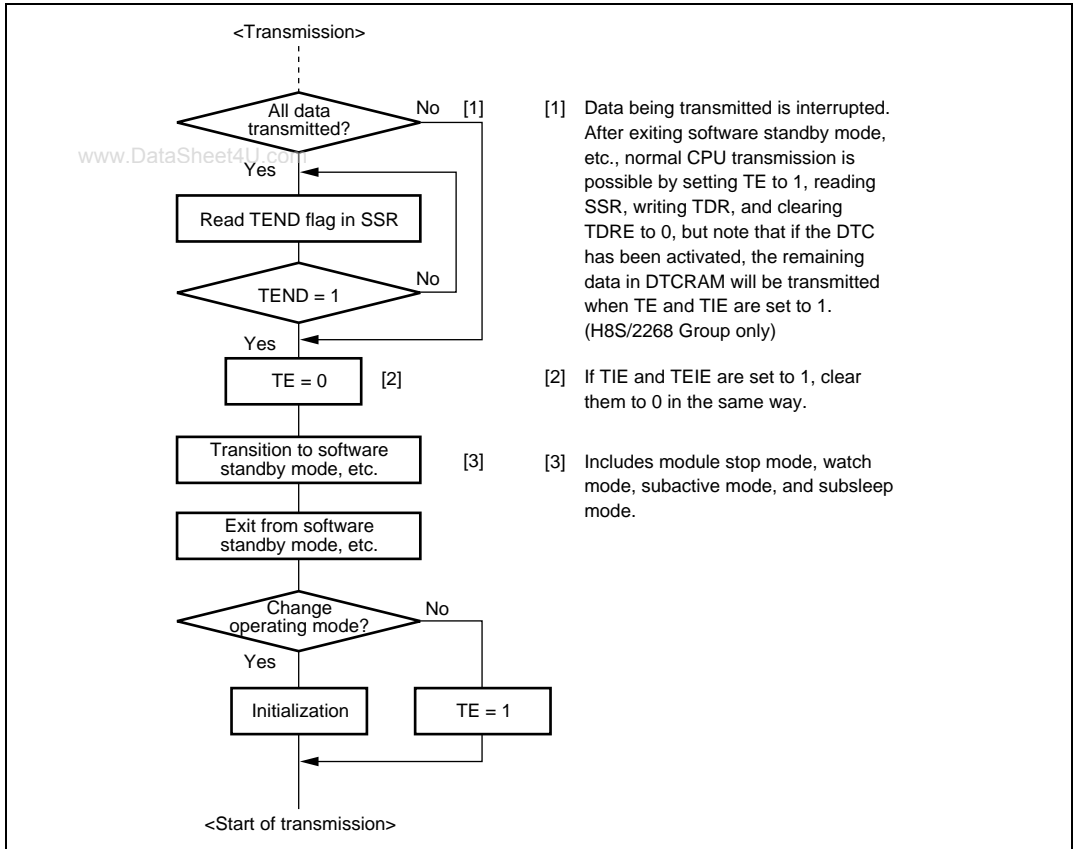 <Transmission>
All data
transmitted?
No [1]
www.DataSheet4U.com
Yes
Read TEND flag in SSR
TEND = 1
No
Yes
TE = 0
[2]
Transition to software
standby mode, etc.
[3]
Exit from software
standby mode, etc.
Change
operating mode?
No
Yes
Initialization
TE = 1
<Start of transmission>
[1] Data being transmitted is interrupted.
After exiting software standby mode,
etc., normal CPU transmission is
possible by setting TE to 1, reading
SSR, writing TDR, and clearing
TDRE to 0, but note that if the DTC
has been activated, the remaining
data in DTCRAM will be transmitted
when TE and TIE are set to 1.
(H8S/2268 Group only)
[2] If TIE and TEIE are set to 1, clear
them to 0 in the same way.
[3] Includes module stop mode, watch
mode, subactive mode, and subsleep
mode.